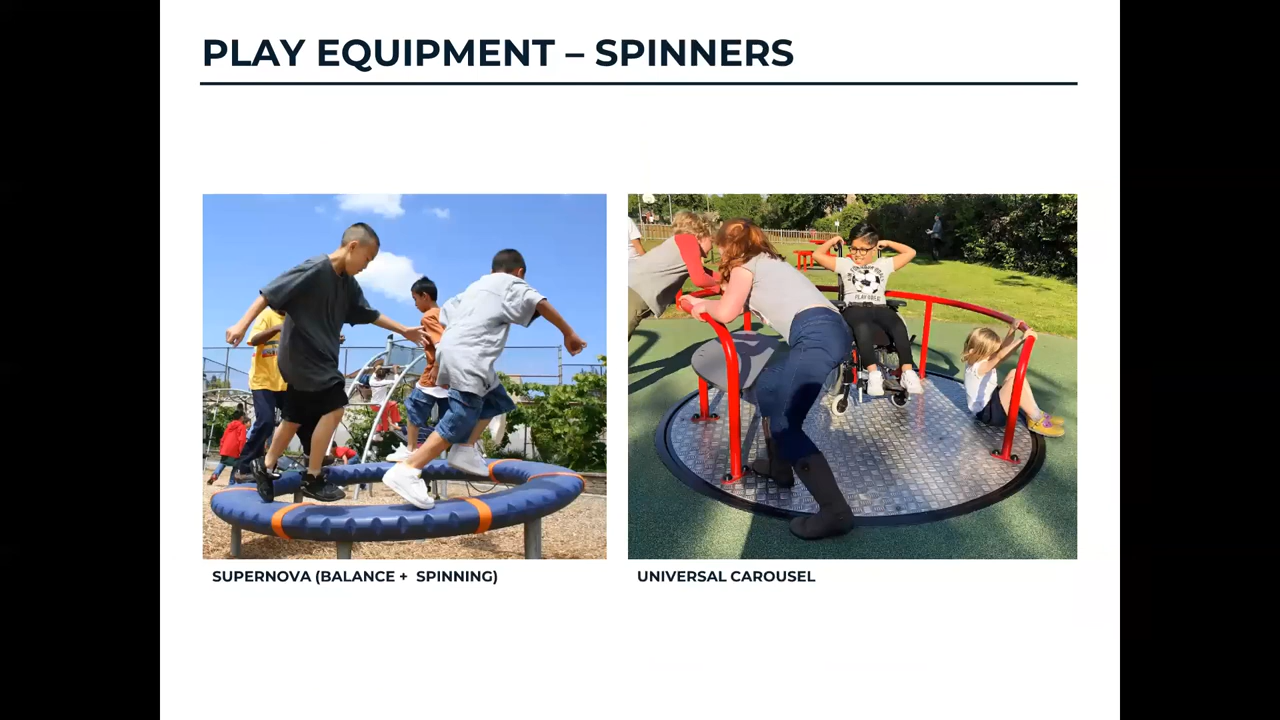 PLAY EQUIPMENT – SPINNERS
SUPERNOVA (BALANCE + SPINNING)
UNIVERSAL CAROUSEL